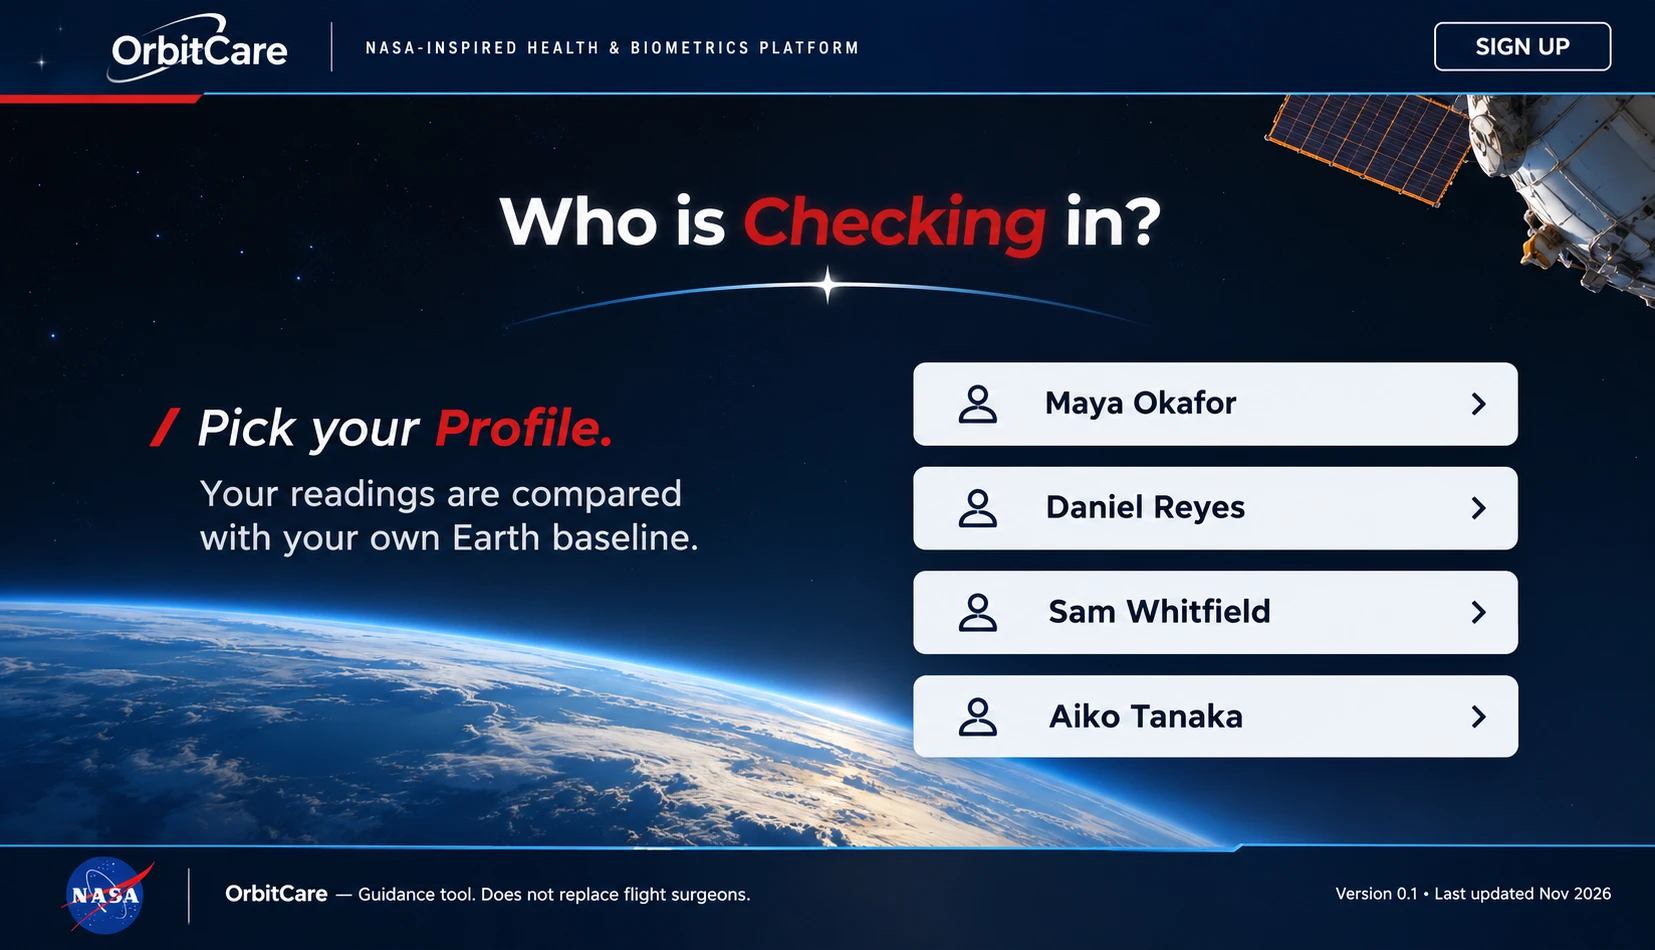 OrbitCare
NASA-INSPIRED HEALTH & BIOMETRICS PLATFORM
SIGN UP
Who is Checking in?
Pick your Profile.
Your readings are compared
with your own Earth baseline.
Maya Okafor
Daniel Reyes
Sam Whitfield
Aiko Tanaka
NASA
OrbitCare — Guidance tool. Does not replace flight surgeons.
Version 0.1 • Last updated Nov 2026